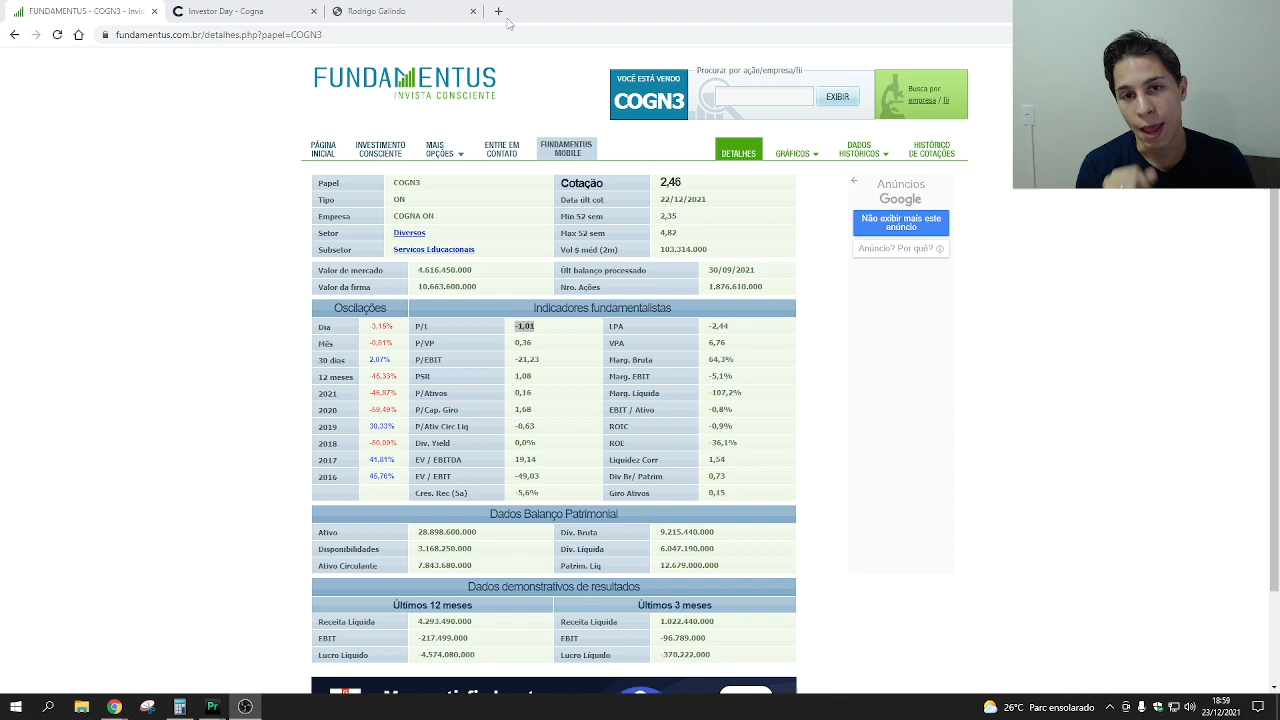 FUNDAMENTUS - COGN3 - Indicado
Investor Day - Cogna
Rodrigo Galindo
fundamentus.com.br/detalhes.php?papel=COGN3
FUNDAMENTUS
INVISTA CONSCIENTE
VOCÊ ESTÁ VENDO
COGN3
Procurar por ação/empresa/fii
EXIBIR
Busca por
empresa / fii
PÁGINA INICIAL
INVESTIMENTO CONSCIENTE
MAIS OPÇÕES
ENTRE EM CONTATO
FUNDAMENTUS MOBILE
DETALHES
GRÁFICOS
DADOS HISTÓRICOS
HISTÓRICO DE COTAÇÕES
Papel COGN3 Cotação 2,46
Tipo ON Data últ cot 22/12/2021
Empresa COGNA ON Min 52 sem 2,35
Setor Diversos Max 52 sem 4,82
Subsetor Servicos Educacionais Vol $ méd (2m) 103.314.000
Valor de mercado 4.616.450.000 Últ balanço processado 30/09/2021
Valor da firma 10.663.600.000 Nro. Ações 1.876.610.000
Oscilações Indicadores fundamentalistas
Dia -3,15% P/L -1,01 LPA -2,44
Mês -0,81% P/VP 0,36 VPA 6,76
30 dias 2,07% P/EBIT -21,23 Marg. Bruta 64,3%
12 meses -45,33% PSR 1,08 Marg. EBIT -5,1%
2021 -46,87% P/Ativos 0,16 Marg. Líquida -107,2%
2020 -59,49% P/Cap. Giro 1,68 EBIT / Ativo -0,8%
2019 30,33% P/Ativ Circ Liq -0,63 ROIC -0,9%
2018 -50,09% Div. Yield 0,0% ROE -36,1%
2017 41,81% EV / EBITDA 19,14 Liquidez Corr 1,54
2016 46,76% EV / EBIT -49,03 Div Br/ Patrim 0,73
Cres. Rec (5a) -5,6% Giro Ativos 0,15
Dados Balanço Patrimonial
Ativo 28.898.600.000 Dív. Bruta 9.215.440.000
Disponibilidades 3.168.250.000 Dív. Líquida 6.047.190.000
Ativo Circulante 7.843.680.000 Patrim. Líq 12.679.000.000
Dados demonstrativos de resultados
Últimos 12 meses Últimos 3 meses
Receita Líquida 4.293.490.000 Receita Líquida 1.022.440.000
EBIT -217.499.000 EBIT -96.789.000
Lucro Líquido -4.574.080.000 Lucro Líquido -370.222.000
Anúncios
Google
Não exibir mais este anúncio
Anúncio? Por quê?
Pr
26°C
18:59
23/12/2021